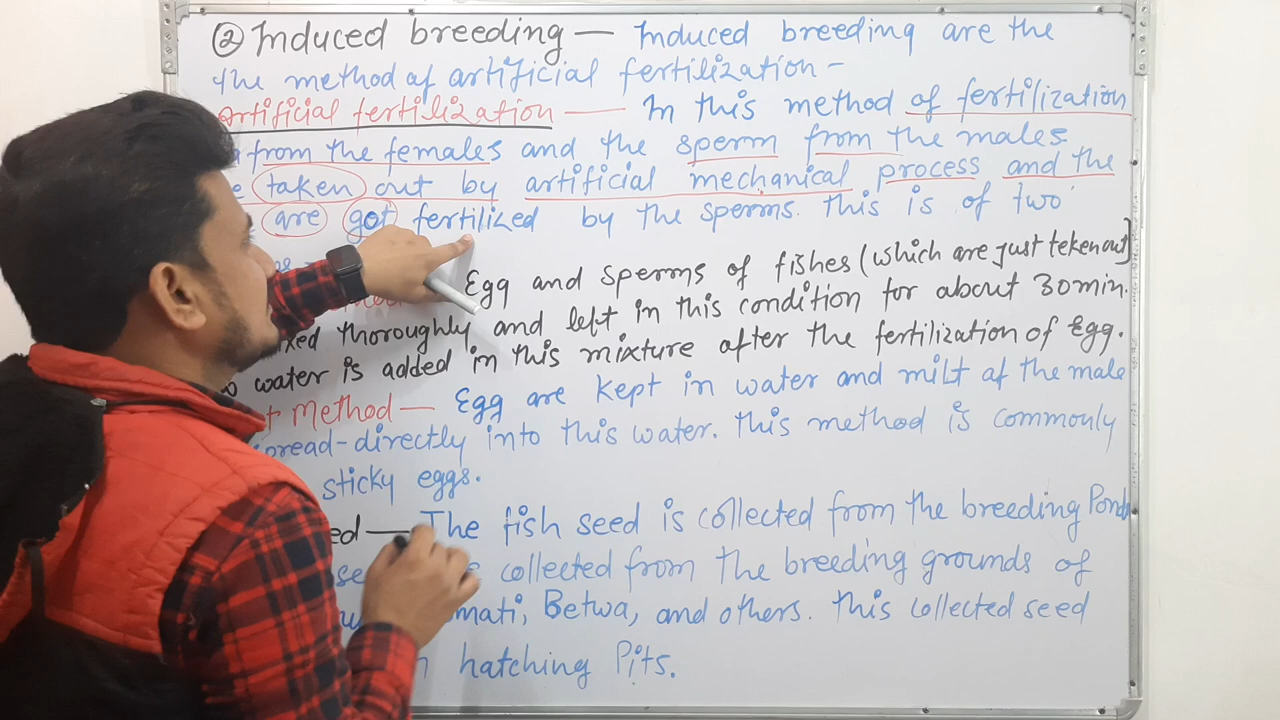 ② Induced breeding — Induced breeding are the
the method of artificial fertilization –
Artificial fertilization — In this method of fertilization
from the females and the sperm from the males
taken out by artificial mechanical process and the
are got fertilized by the sperms. This is of two
Egg and sperms of fishes (which are just teken out)
thoroughly and left in this condition for about 30 min.
water is added in this mixture after the fertilization of Egg.
Method — Egg are kept in water and milt of the male
directly into this water. This method is commonly
sticky eggs.
— The fish seed is collected from the breeding Ponds
collected from the breeding grounds of
Betwa, and others. This collected seed
hatching Pits.